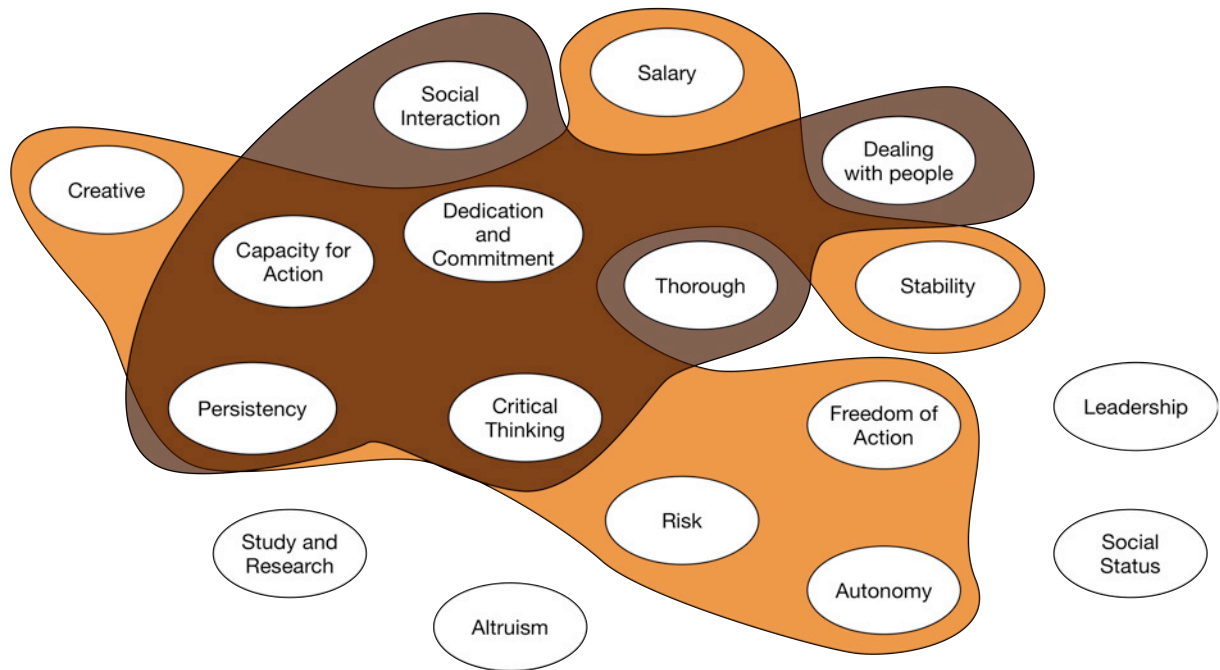 Salary
Social
Interaction
Dealing
with people
Creative
Dedication
and
Commitment
Capacity for
Action
Thorough
Stability
Persistency
Critical
Thinking
Freedom of
Action
Leadership
Risk
Study and
Research
Social
Status
Autonomy
Altruism